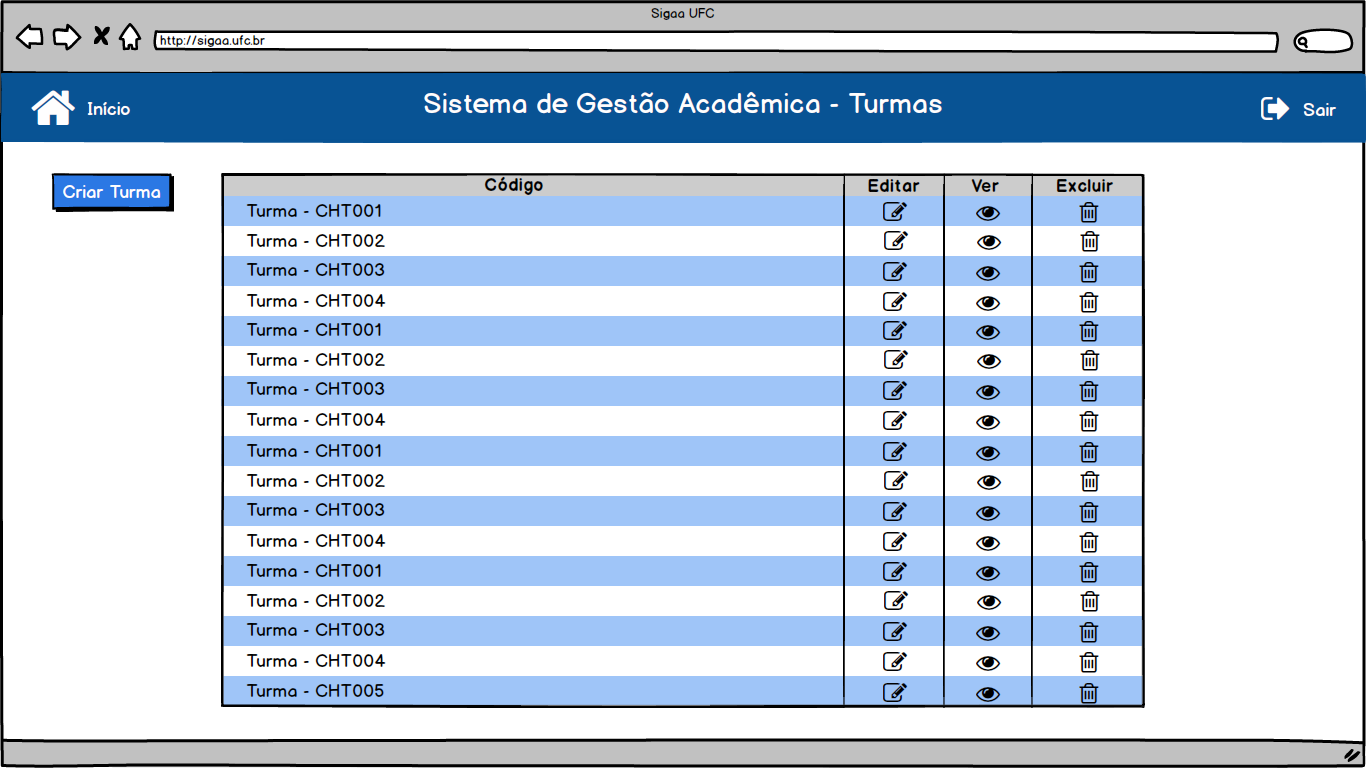 Sigaa UFC
http://sigaa.ufc.br
Início
Sistema de Gestão Acadêmica - Turmas
Sair
Criar Turma
Código Editar Ver Excluir
Turma - CHT001
Turma - CHT002
Turma - CHT003
Turma - CHT004
Turma - CHT001
Turma - CHT002
Turma - CHT003
Turma - CHT004
Turma - CHT001
Turma - CHT002
Turma - CHT003
Turma - CHT004
Turma - CHT001
Turma - CHT002
Turma - CHT003
Turma - CHT004
Turma - CHT005